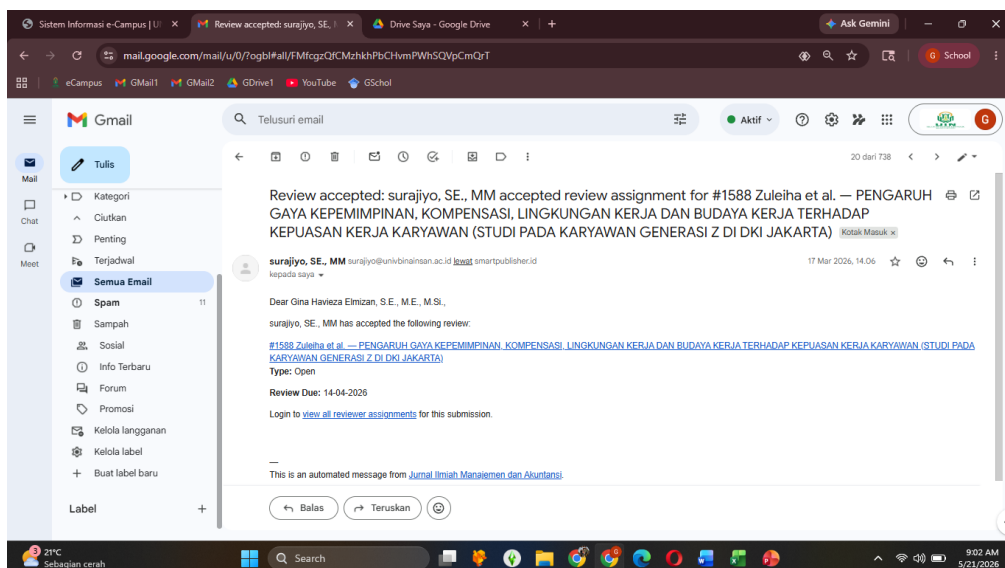 Sistem Informasi e-Campus | U
Review accepted: surajiyo, SE,
Drive Saya - Google Drive
Ask Gemini
mail.google.com/mail/u/0/?ogbl#all/FMfcgzQfCMzhkhPbCHvmPWhSQVpCmQrT
G School
eCampus GMail1 GMail2 GDrive1 YouTube GSchol
Gmail
Telusuri email
Aktif
G
Mail
Chat
Meet
Tulis
20 dari 738
Kategori
Ciutkan
Penting
Terjadwal
Semua Email
Spam 11
Sampah
Sosial
Info Terbaru
Forum
Promosi
Kelola langganan
Kelola label
Buat label baru
Label
Review accepted: surajiyo, SE., MM accepted review assignment for #1588 Zuleiha et al. — PENGARUH
GAYA KEPEMIMPINAN, KOMPENSASI, LINGKUNGAN KERJA DAN BUDAYA KERJA TERHADAP
KEPUASAN KERJA KARYAWAN (STUDI PADA KARYAWAN GENERASI Z DI DKI JAKARTA) Kotak Masuk x
surajiyo, SE., MM surajiyo@univbinainsan.ac.id lewat smartpublisher.id
17 Mar 2026, 14.06
kepada saya
Dear Gina Havieza Elmizan, S.E., M.E., M.Si.,
surajiyo, SE., MM has accepted the following review:
#1588 Zuleiha et al. — PENGARUH GAYA KEPEMIMPINAN, KOMPENSASI, LINGKUNGAN KERJA DAN BUDAYA KERJA TERHADAP KEPUASAN KERJA KARYAWAN (STUDI PADA
KARYAWAN GENERASI Z DI DKI JAKARTA)
Type: Open
Review Due: 14-04-2026
Login to view all reviewer assignments for this submission.
—
This is an automated message from Jurnal Ilmiah Manajemen dan Akuntansi.
Balas
Teruskan
3
21°C
Sebagian cerah
Search
9:02 AM
5/21/2026